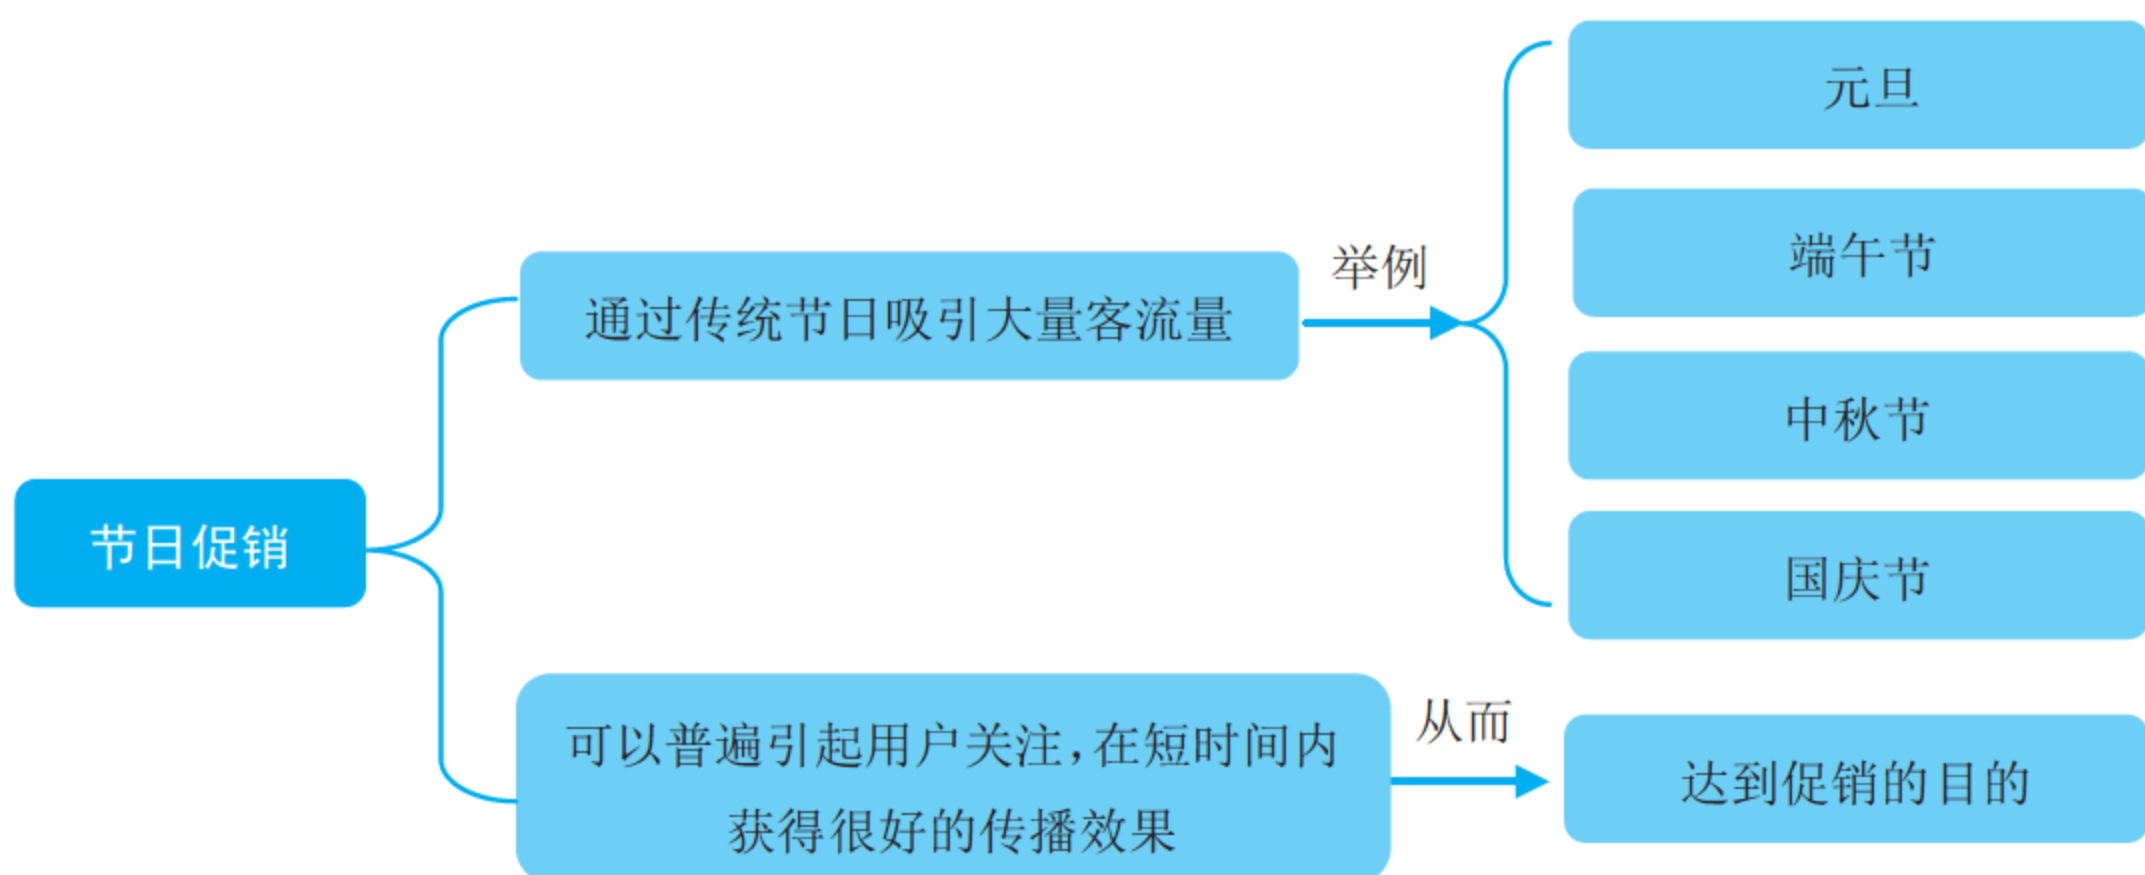 节日促销
通过传统节日吸引大量客流量
举例
元旦
端午节
中秋节
国庆节
可以普遍引起用户关注，在短时间内
获得很好的传播效果
从而
达到促销的目的